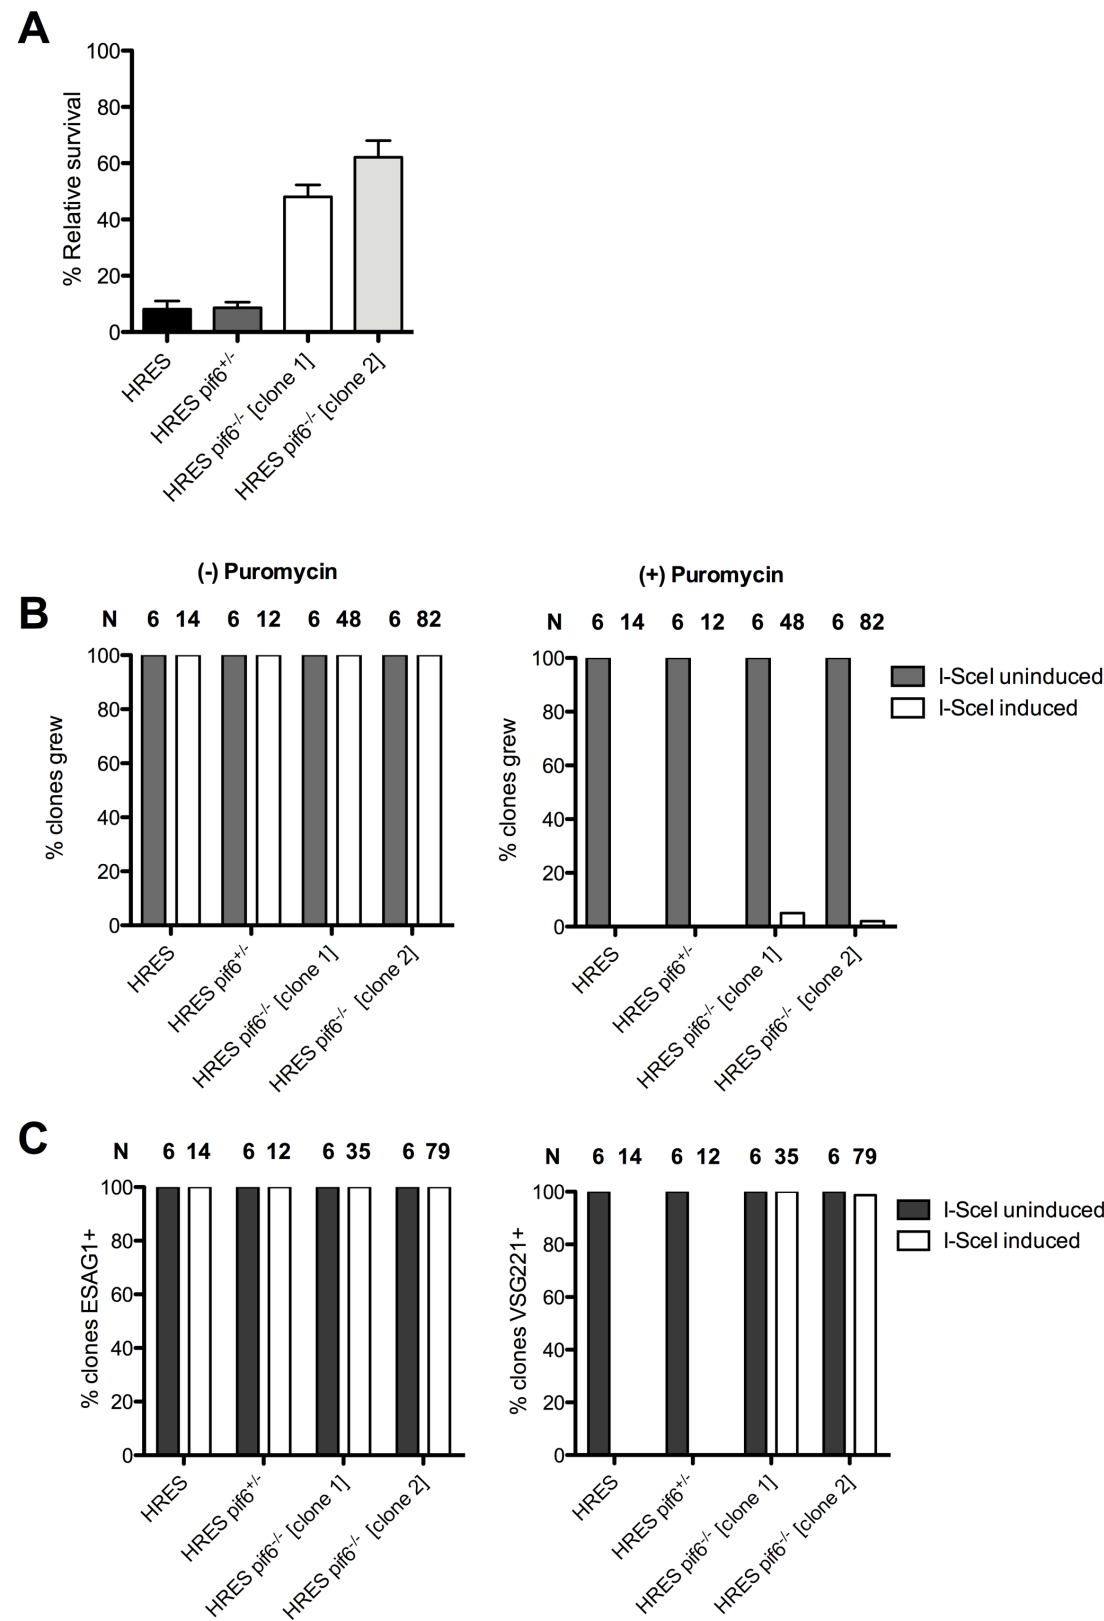 A
100
80
60
40
20
0
% Relative survival
HRES
HRES pif6+/-
HRES pif6-/- [clone 1]
HRES pif6-/- [clone 2]
B
(-) Puromycin
N 6 14 6 12 6 48 6 82
100
80
60
40
20
0
% clones grew
HRES
HRES pif6+/-
HRES pif6-/- [clone 1]
HRES pif6-/- [clone 2]
(+) Puromycin
N 6 14 6 12 6 48 6 82
100
80
60
40
20
0
% clones grew
HRES
HRES pif6+/-
HRES pif6-/- [clone 1]
HRES pif6-/- [clone 2]
I-SceI uninduced
I-SceI induced
C
N 6 14 6 12 6 35 6 79
100
80
60
40
20
0
% clones ESAG1+
HRES
HRES pif6+/-
HRES pif6-/- [clone 1]
HRES pif6-/- [clone 2]
N 6 14 6 12 6 35 6 79
100
80
60
40
20
0
% clones VSG221+
HRES
HRES pif6+/-
HRES pif6-/- [clone 1]
HRES pif6-/- [clone 2]
I-SceI uninduced
I-SceI induced